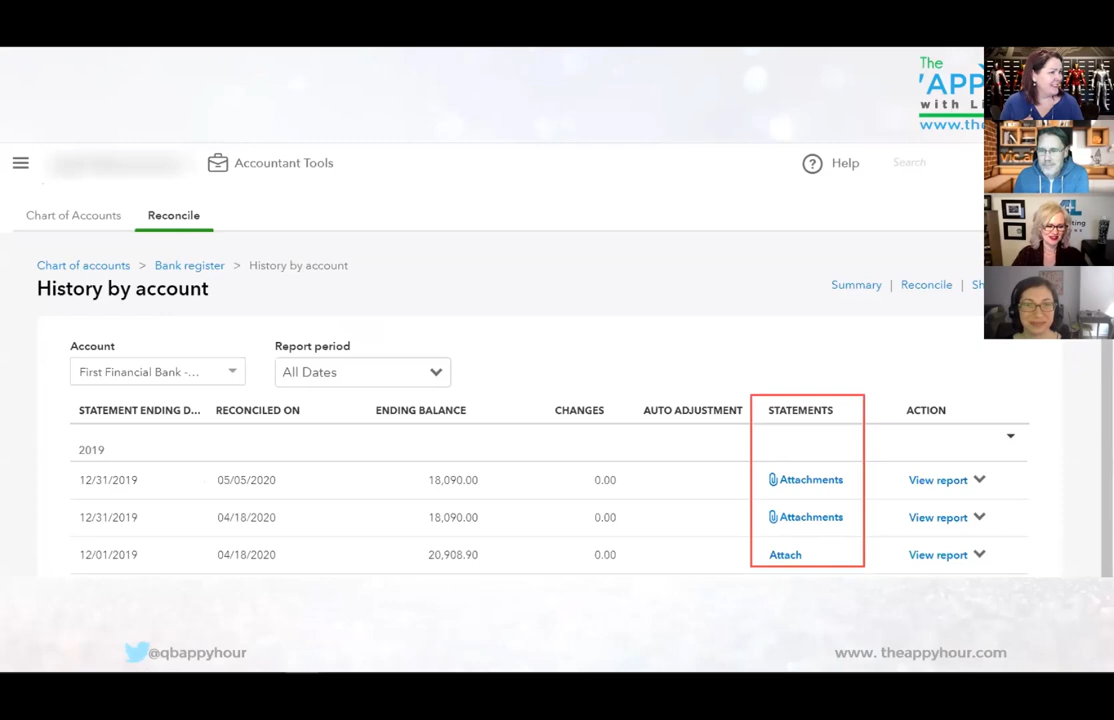 The
'APP
with Li
www.the
Accountant Tools
Help
Search
Chart of Accounts
Reconcile
Chart of accounts > Bank register > History by account
History by account
Summary | Reconcile | Sh
Account
Report period
First Financial Bank -...
All Dates
STATEMENT ENDING D... RECONCILED ON ENDING BALANCE CHANGES AUTO ADJUSTMENT STATEMENTS ACTION
2019
12/31/2019 05/05/2020 18,090.00 0.00 Attachments View report
12/31/2019 04/18/2020 18,090.00 0.00 Attachments View report
12/01/2019 04/18/2020 20,908.90 0.00 Attach View report
@qbappyhour
www. theappyhour.com